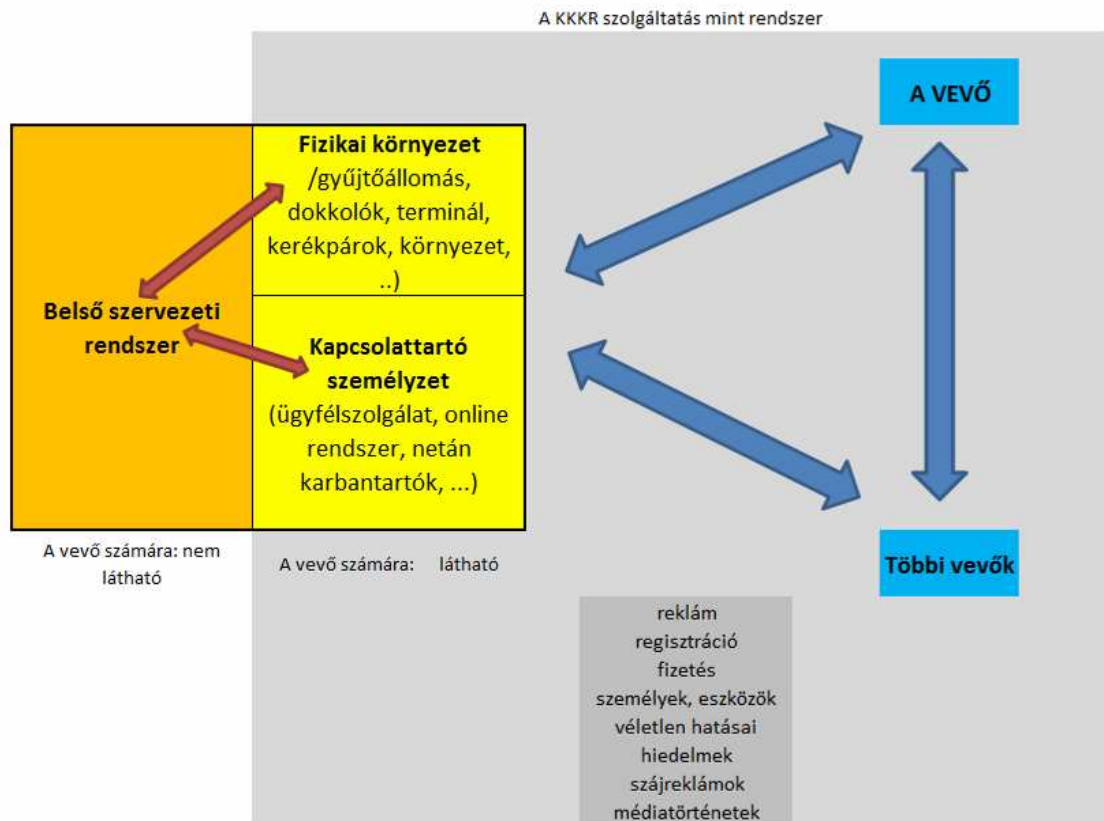 A KKKR szolgáltatás mint rendszer
A VEVŐ
Fizikai környezet
/gyűjtőállomás,
dokkolók, terminál,
kerékpárok, környezet,
..)
Belső szervezeti
rendszer
Kapcsolattartó
személyzet
(ügyfélszolgálat, online
rendszer, netán
karbantartók, ...)
A vevő számára: nem
látható
A vevő számára: látható
Többi vevők
reklám
regisztráció
fizetés
személyek, eszközök
véletlen hatásai
hiedelmek
szájreklámok
médiatörténetek